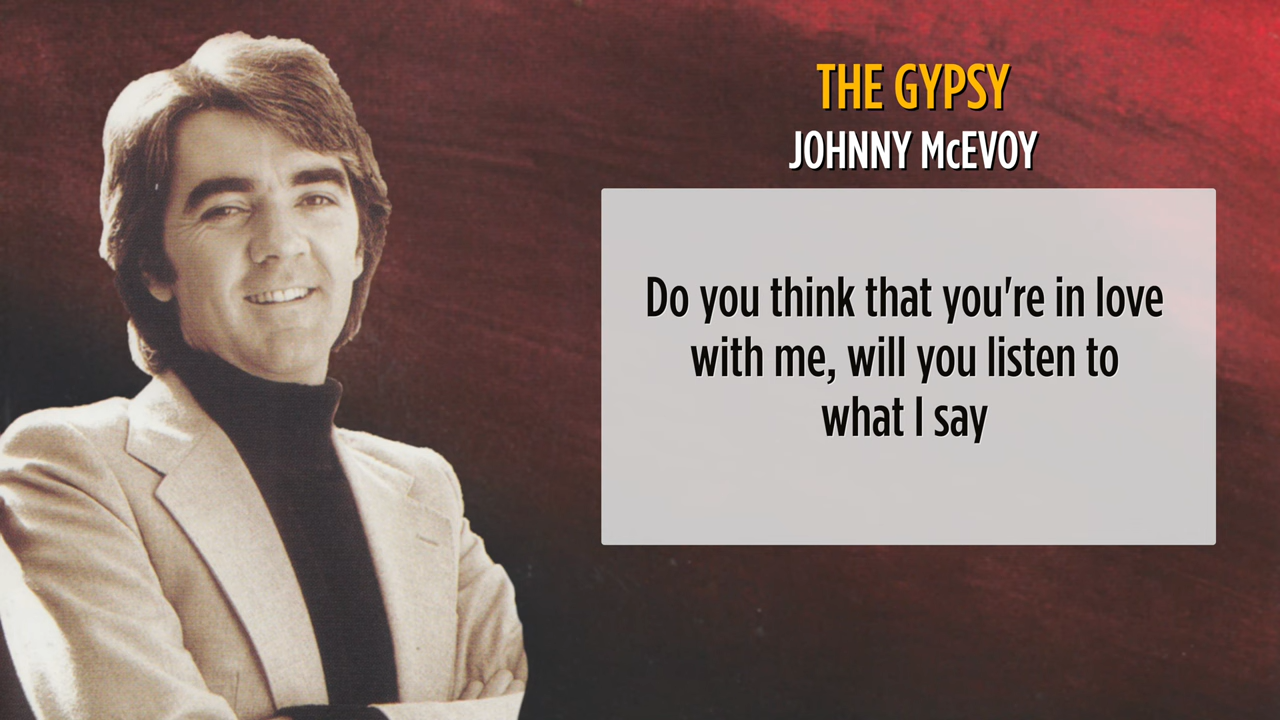 THE GYPSY
JOHNNY McEVOY
Do you think that you're in love
with me, will you listen to
what I say